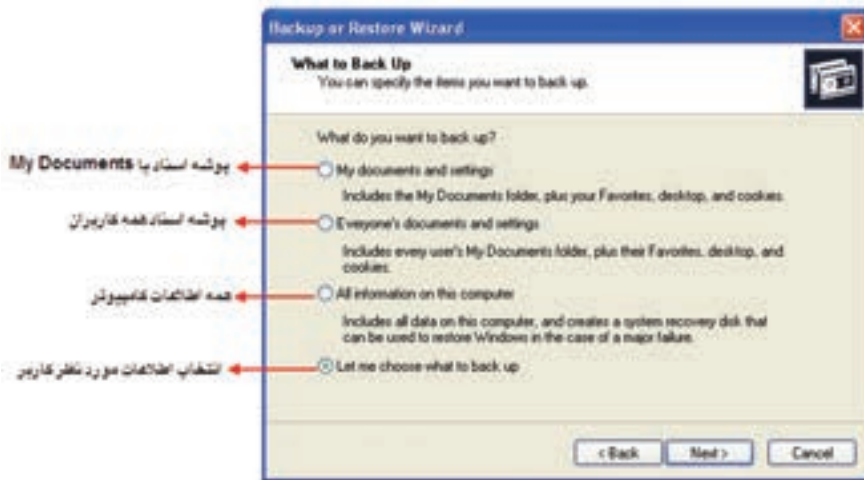 Backup or Restore Wizard
What to Back Up
You can specify the items you want to back up.
What do you want to back up?
پوشه اسناد یا My Documents
My documents and settings
Includes the My Documents folder, plus your Favorites, desktop, and cookies.
پوشه اسناد همه کاربران
Everyone's documents and settings
Includes every user's My Documents folder, plus their Favorites, desktop, and
cookies.
همه اطلاعات کامپیوتر
All information on this computer
Includes all data on this computer, and creates a system recovery disk that
can be used to restore Windows in the case of a major failure.
انتخاب اطلاعات مورد نظر کاربر
Let me choose what to back up
< Back
Next >
Cancel